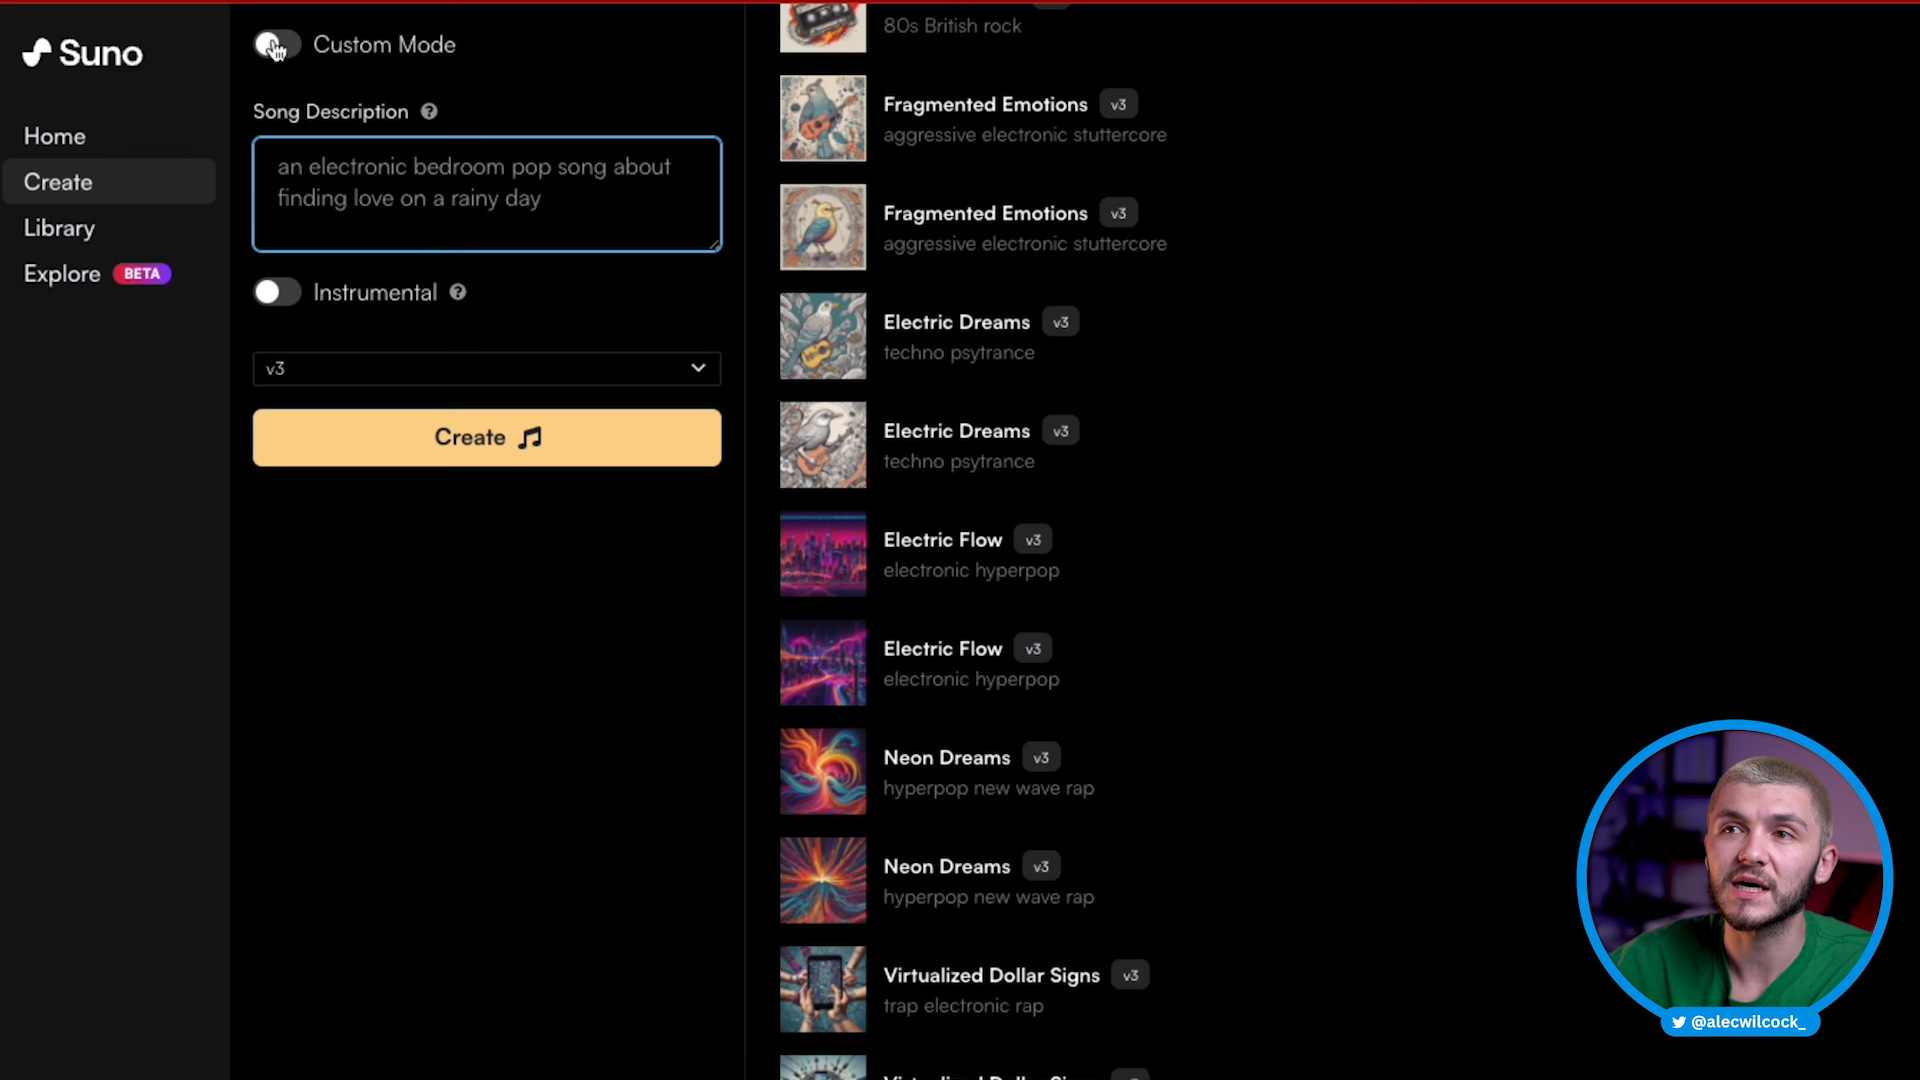 Suno
Home
Create
Library
Explore BETA
Custom Mode
Song Description
an electronic bedroom pop song about
finding love on a rainy day
Instrumental
v3
Create
80s British rock
Fragmented Emotions v3
aggressive electronic stuttercore
Fragmented Emotions v3
aggressive electronic stuttercore
Electric Dreams v3
techno psytrance
Electric Dreams v3
techno psytrance
Electric Flow v3
electronic hyperpop
Electric Flow v3
electronic hyperpop
Neon Dreams v3
hyperpop new wave rap
Neon Dreams v3
hyperpop new wave rap
Virtualized Dollar Signs v3
trap electronic rap
@alecwilcock_